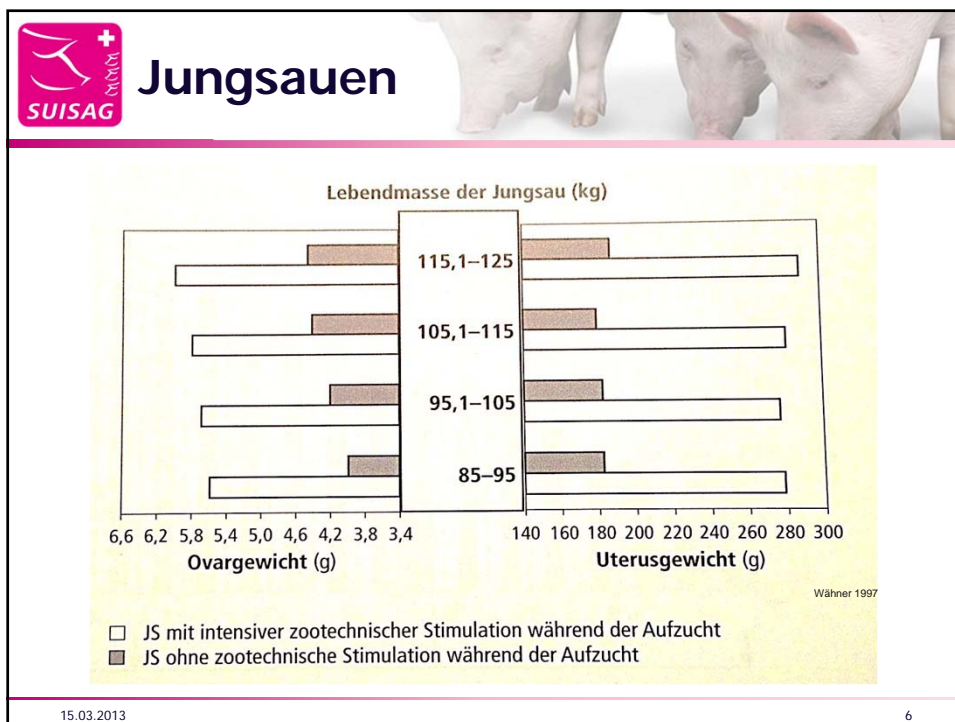 SUISAG
Jungsauen
Lebendmasse der Jungsau (kg)
115,1–125
105,1–115
95,1–105
85–95
6,6 6,2 5,8 5,4 5,0 4,6 4,2 3,8 3,4
140 160 180 200 220 240 260 280 300
Ovargewicht (g)
Uterusgewicht (g)
Wähner 1997
JS mit intensiver zootechnischer Stimulation während der Aufzucht
JS ohne zootechnische Stimulation während der Aufzucht
15.03.2013
6